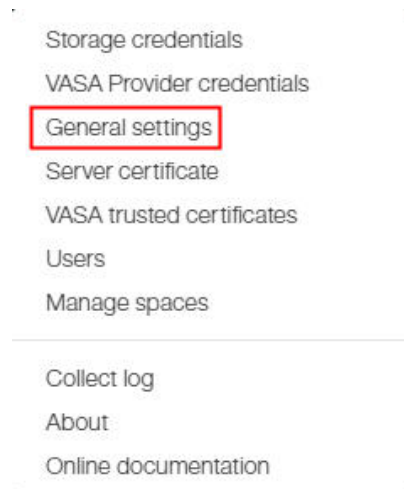 Storage credentials
VASA Provider credentials
General settings
Server certificate
VASA trusted certificates
Users
Manage spaces
Collect log
About
Online documentation